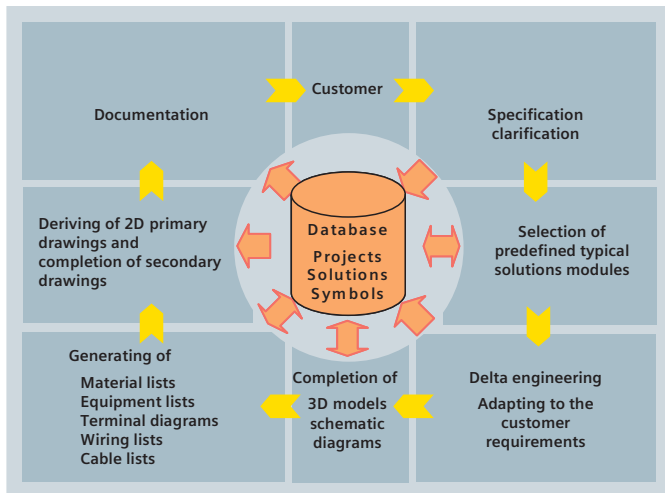 Customer
Documentation
Specification
clarification
Database
Projects
Solutions
Symbols
Deriving of 2D primary
drawings and
completion of secondary
drawings
Selection of
predefined typical
solutions modules
Generating of
Material lists
Equipment lists
Terminal diagrams
Wiring lists
Cable lists
Completion of
3D models
schematic
diagrams
Delta engineering
Adapting to the
customer
requirements